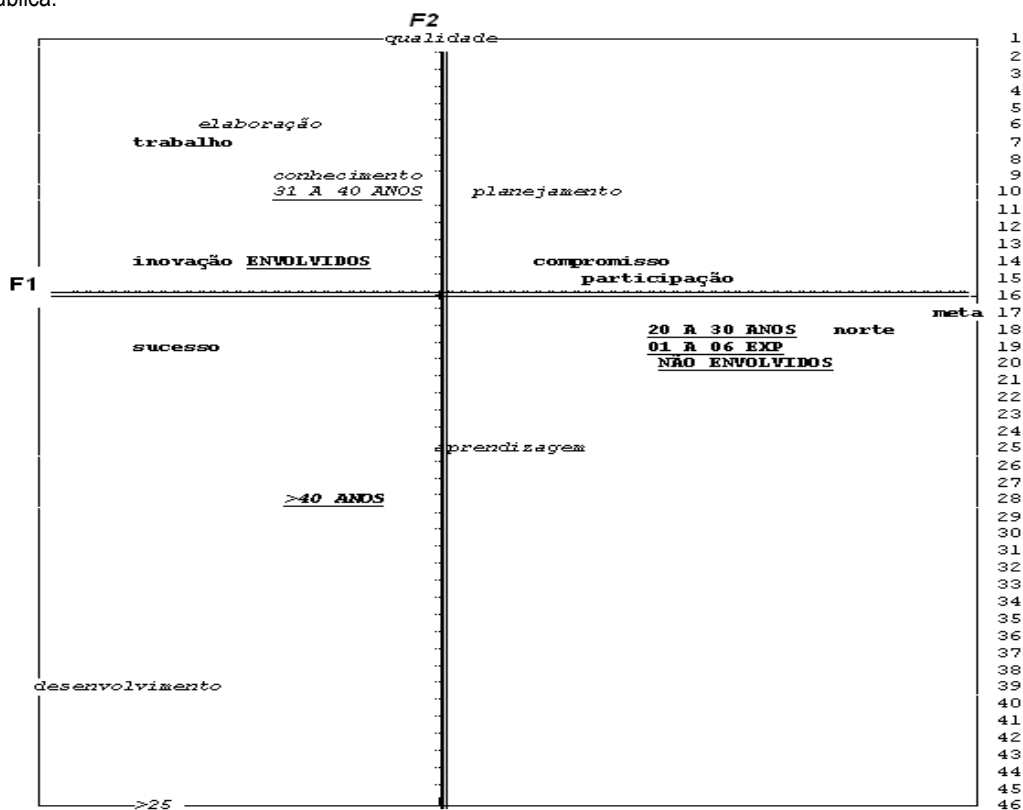 ública.
F2
qualidade 1
2
3
4
5
elaboração 6
trabalho 7
8
conhecimento 9
31 A 40 ANOS planejamento 10
11
12
13
inovação ENVOLVIDOS compromisso 14
participação 15
F1 16
meta 17
20 A 30 ANOS norte 18
sucesso 01 A 06 EXP 19
NÃO ENVOLVIDOS 20
21
22
23
24
aprendizagem 25
26
27
>40 ANOS 28
29
30
31
32
33
34
35
36
37
38
desenvolvimento 39
40
41
42
43
44
45
>25 46